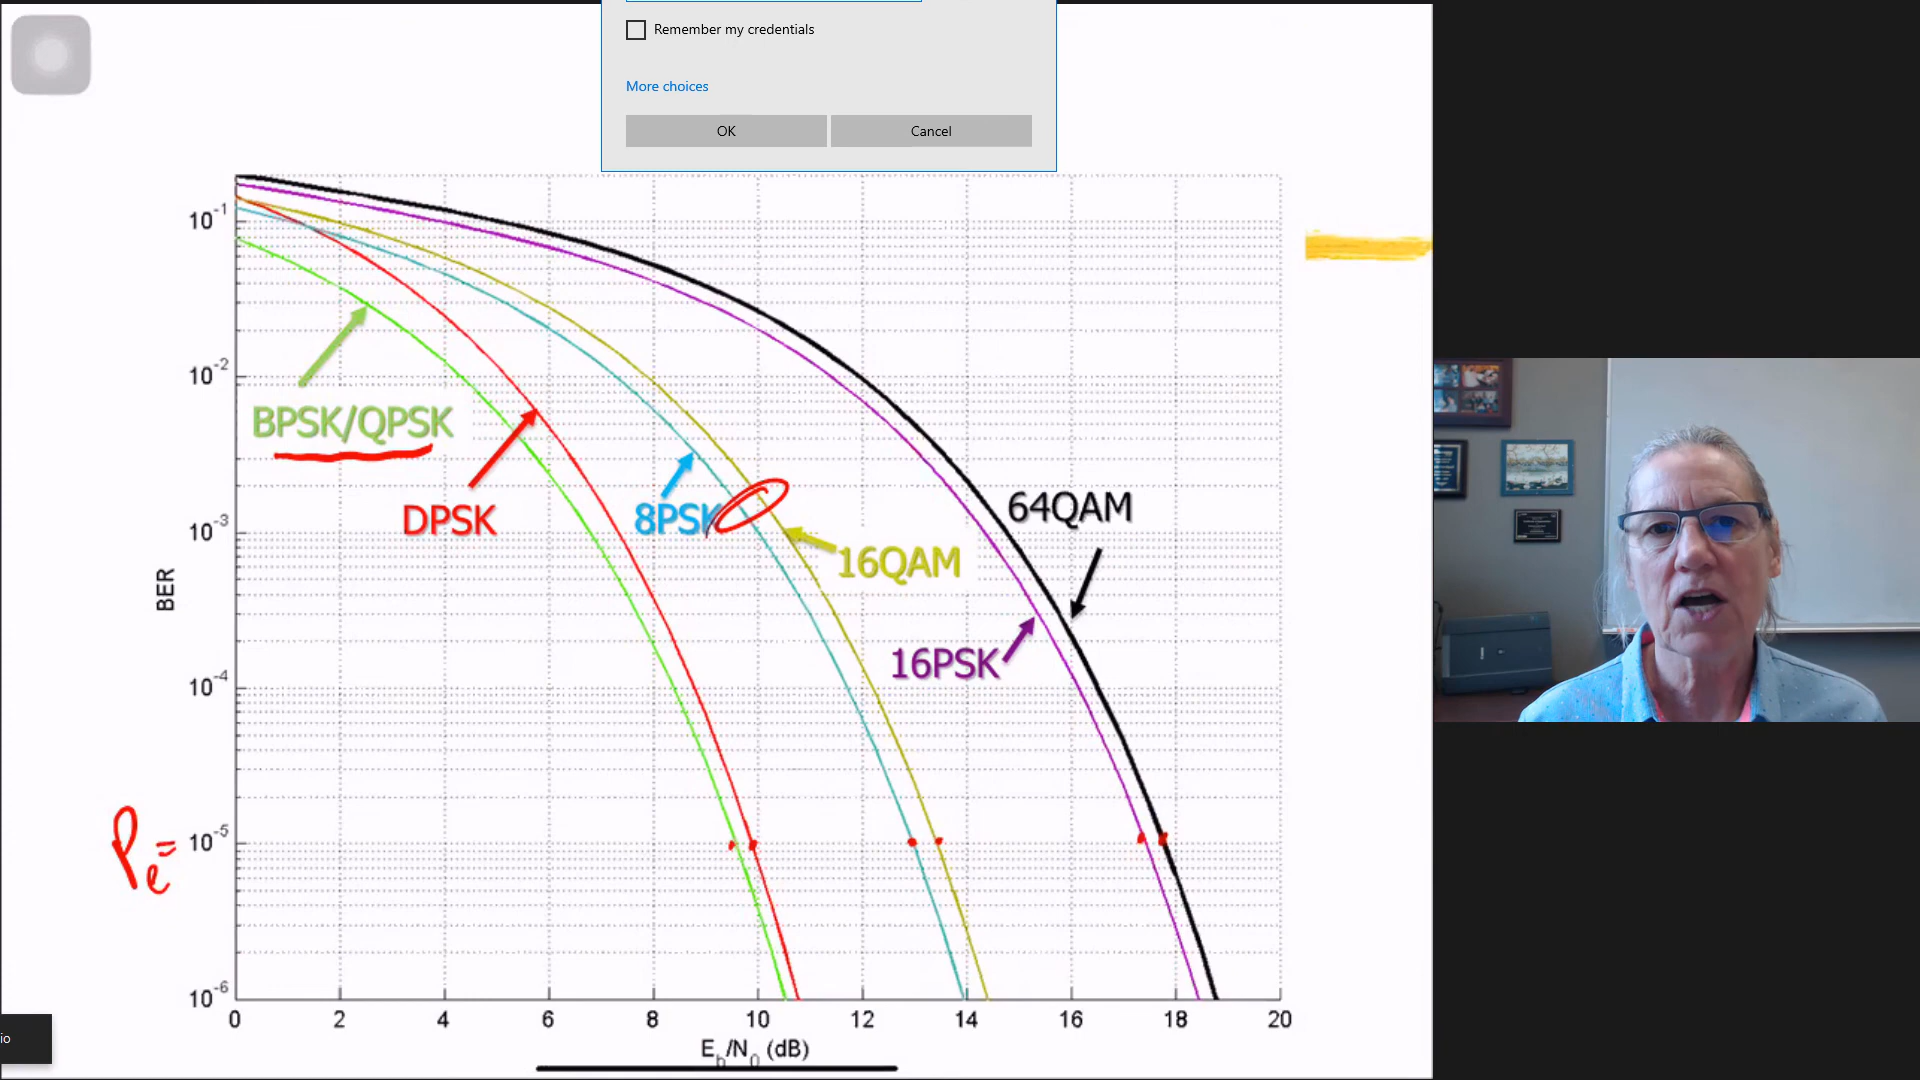 Remember my credentials
More choices
OK
Cancel
10-1
10-2
BPSK/QPSK
DPSK
8PSK
64QAM
10-3
16QAM
BER
16PSK
10-4
Pe=
10-5
10-6
0
2
4
6
8
10
12
14
16
18
20
io
Eb/N0 (dB)